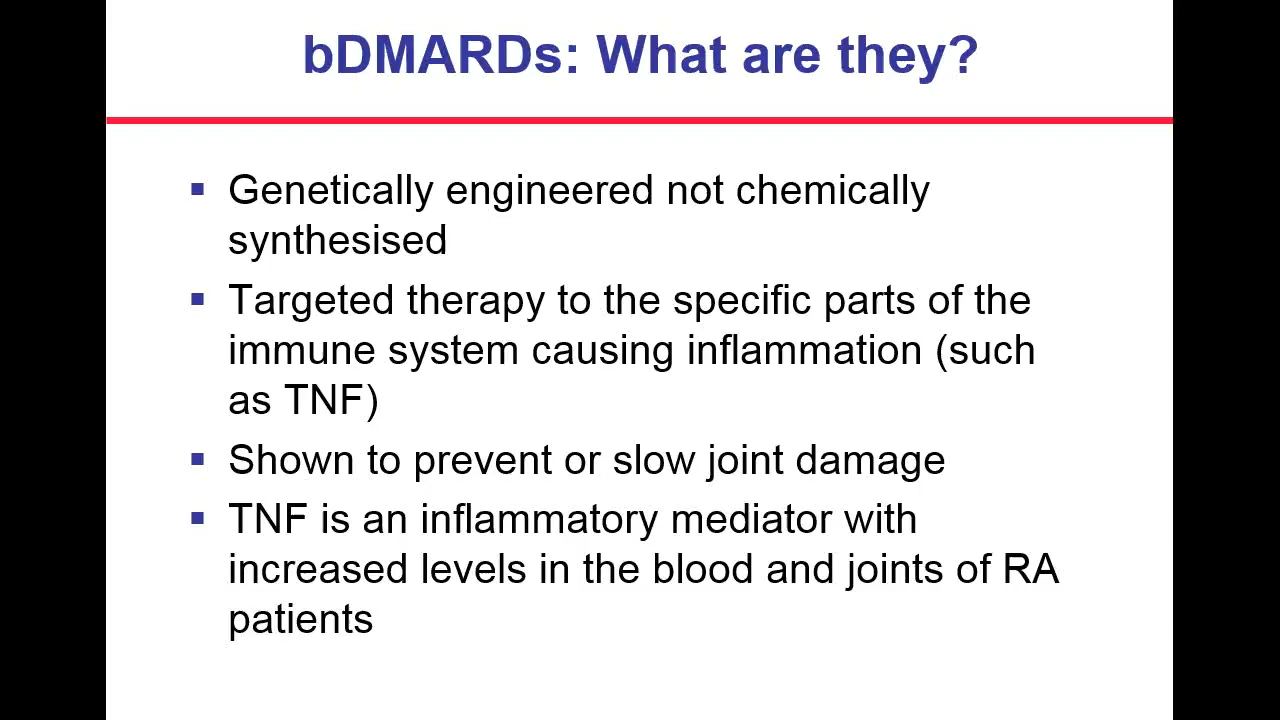 bDMARDs: What are they?
▪ Genetically engineered not chemically
synthesised
▪ Targeted therapy to the specific parts of the
immune system causing inflammation (such
as TNF)
▪ Shown to prevent or slow joint damage
▪ TNF is an inflammatory mediator with
increased levels in the blood and joints of RA
patients